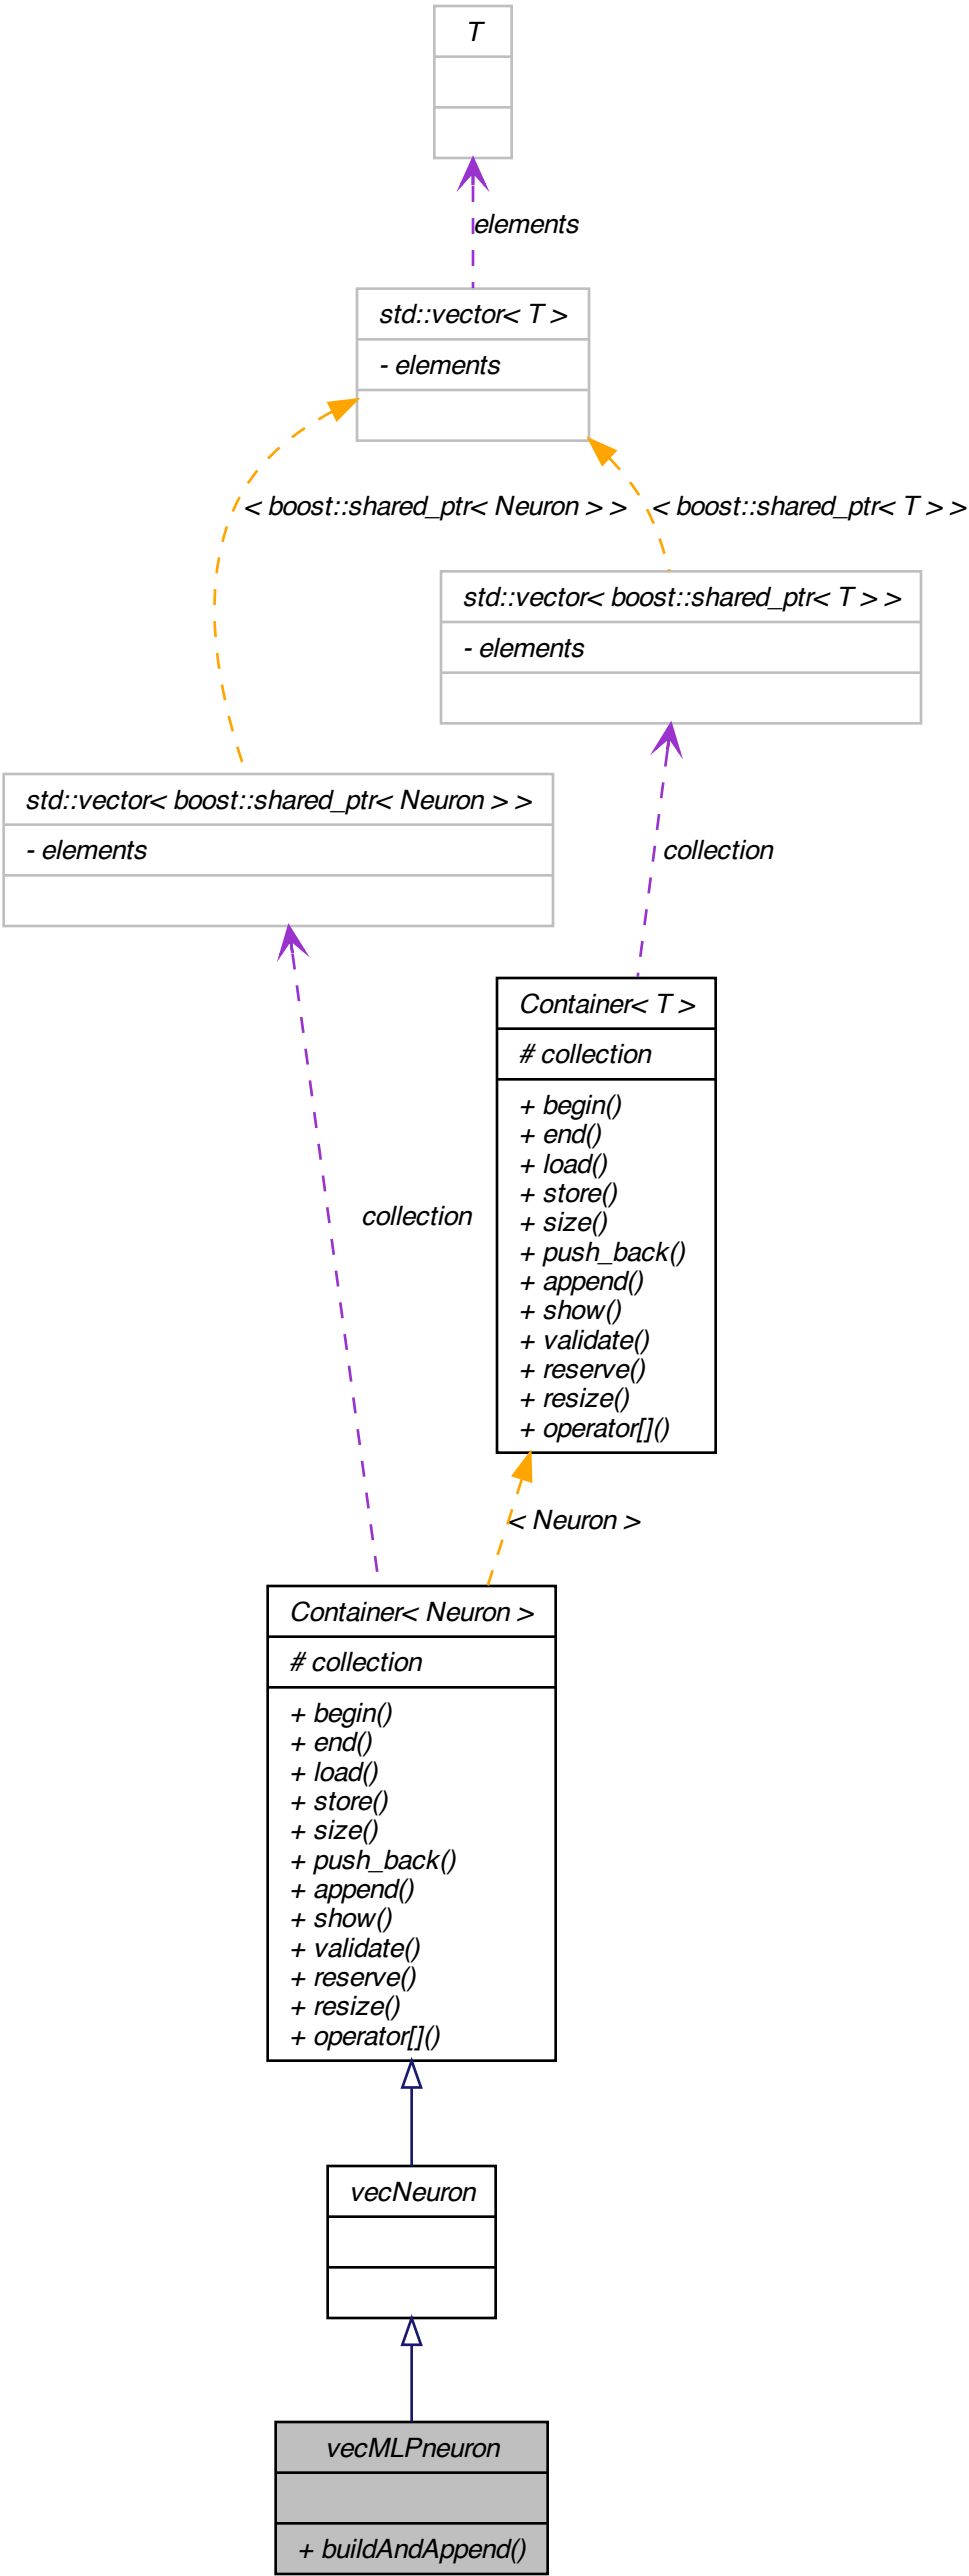 T
elements
std::vector< T >
- elements
< boost::shared_ptr< Neuron > >
< boost::shared_ptr< T > >
std::vector< boost::shared_ptr< T > >
- elements
std::vector< boost::shared_ptr< Neuron > >
- elements
collection
Container< T >
# collection
+ begin()
+ end()
+ load()
+ store()
+ size()
+ push_back()
+ append()
+ show()
+ validate()
+ reserve()
+ resize()
+ operator[]()
collection
< Neuron >
Container< Neuron >
# collection
+ begin()
+ end()
+ load()
+ store()
+ size()
+ push_back()
+ append()
+ show()
+ validate()
+ reserve()
+ resize()
+ operator[]()
vecNeuron
vecMLPneuron
+ buildAndAppend()